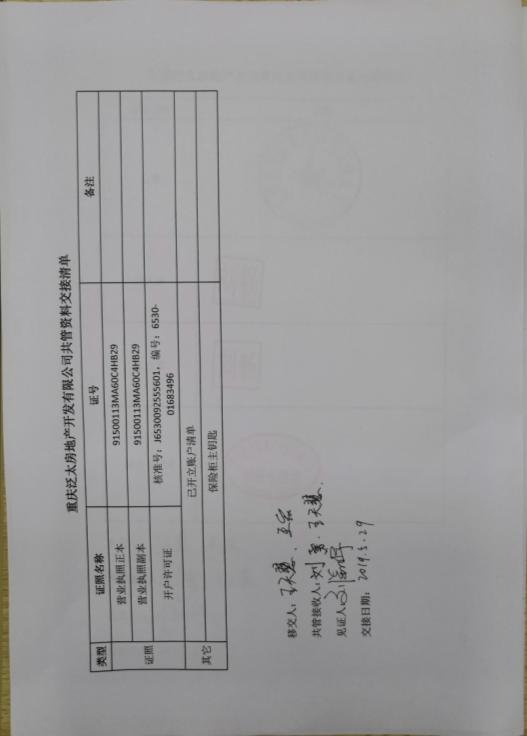 重庆泛太房地产开发有限公司共管资料交接清单
类型 证照名称 证号 备注
证照 营业执照正本 91500113MA60C4HB29
营业执照副本 91500113MA60C4HB29
开户许可证 核准号：J6530092555601，编号：6530-
01683496
其它 已开立账户清单
保险柜主钥匙
移交人：
共管接收人：刘
见证人：
交接日期：2019.5.29